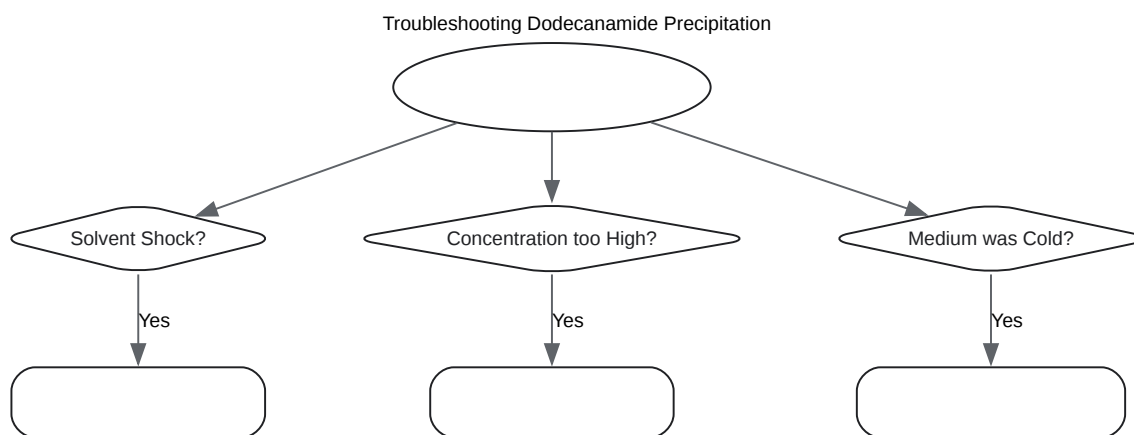 Troubleshooting Dodecanamide Precipitation
Solvent Shock?
Concentration too High?
Medium was Cold?
Yes
Yes
Yes